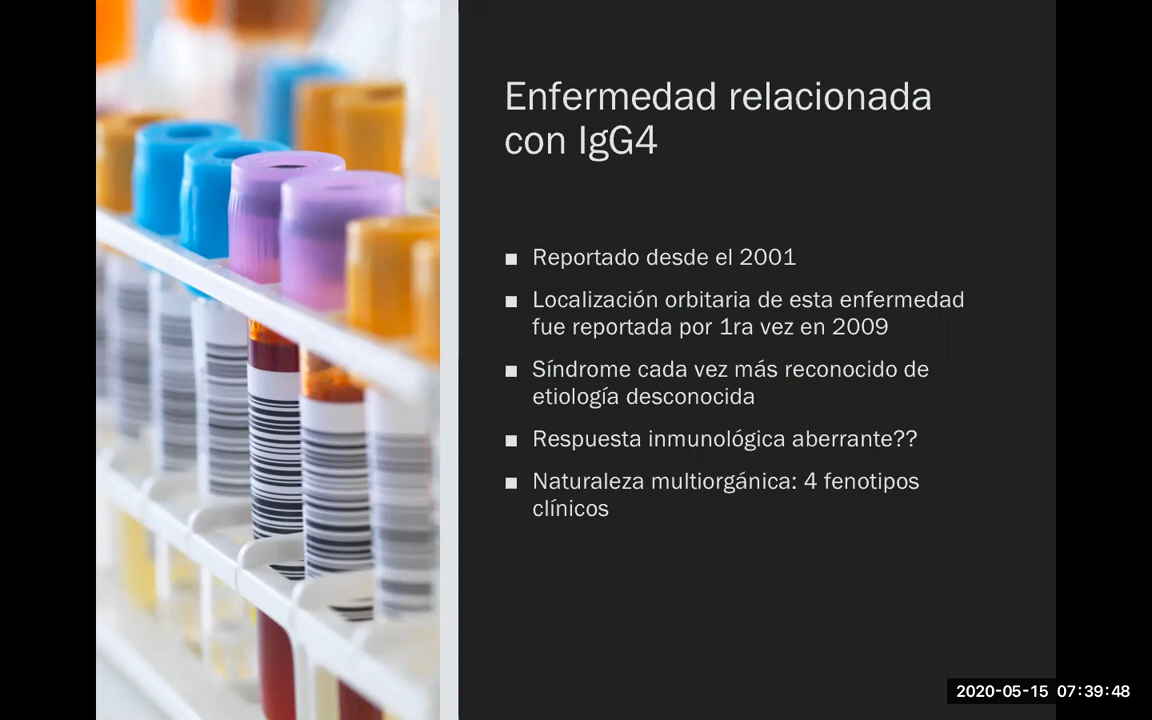 Enfermedad relacionada
con IgG4
■ Reportado desde el 2001
■ Localización orbitaria de esta enfermedad
fue reportada por 1ra vez en 2009
■ Síndrome cada vez más reconocido de
etiología desconocida
■ Respuesta inmunológica aberrante??
■ Naturaleza multiorgánica: 4 fenotipos
clínicos
2020-05-15 07:39:48